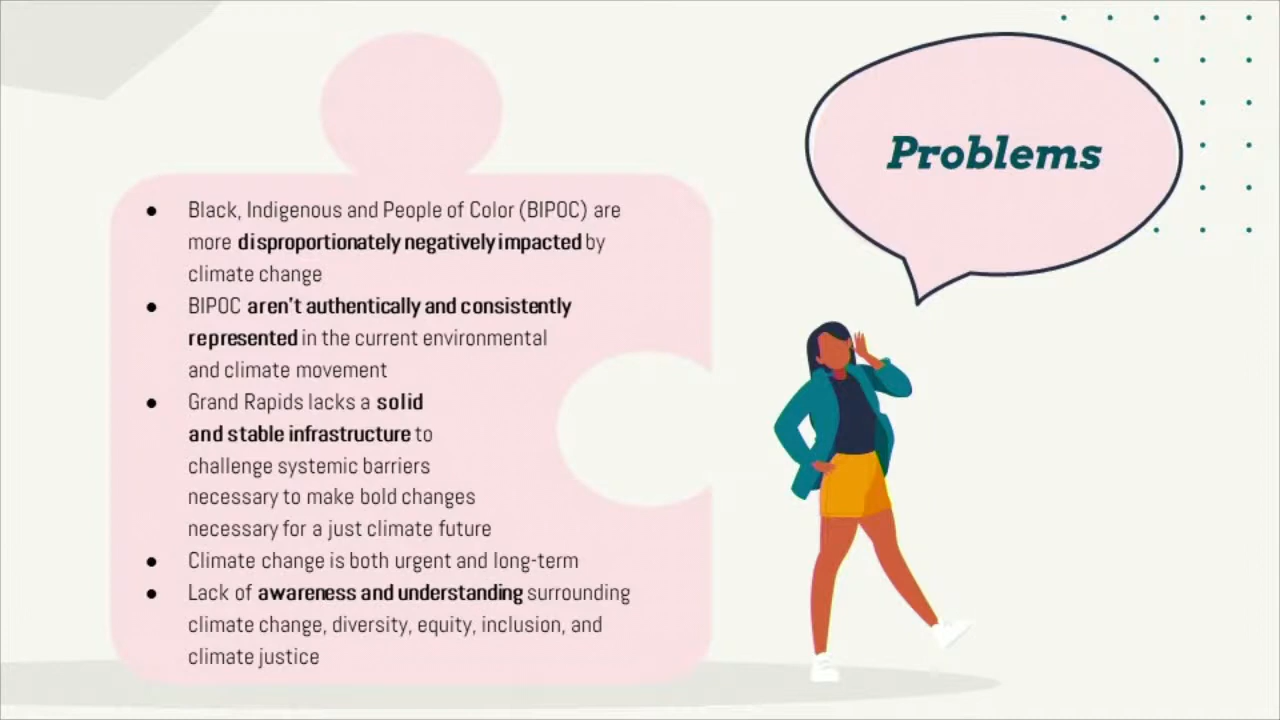 Problems
● Black, Indigenous and People of Color (BIPOC) are
more disproportionately negatively impacted by
climate change
● BIPOC aren't authentically and consistently
represented in the current environmental
and climate movement
● Grand Rapids lacks a solid
and stable infrastructure to
challenge systemic barriers
necessary to make bold changes
necessary for a just climate future
● Climate change is both urgent and long-term
● Lack of awareness and understanding surrounding
climate change, diversity, equity, inclusion, and
climate justice